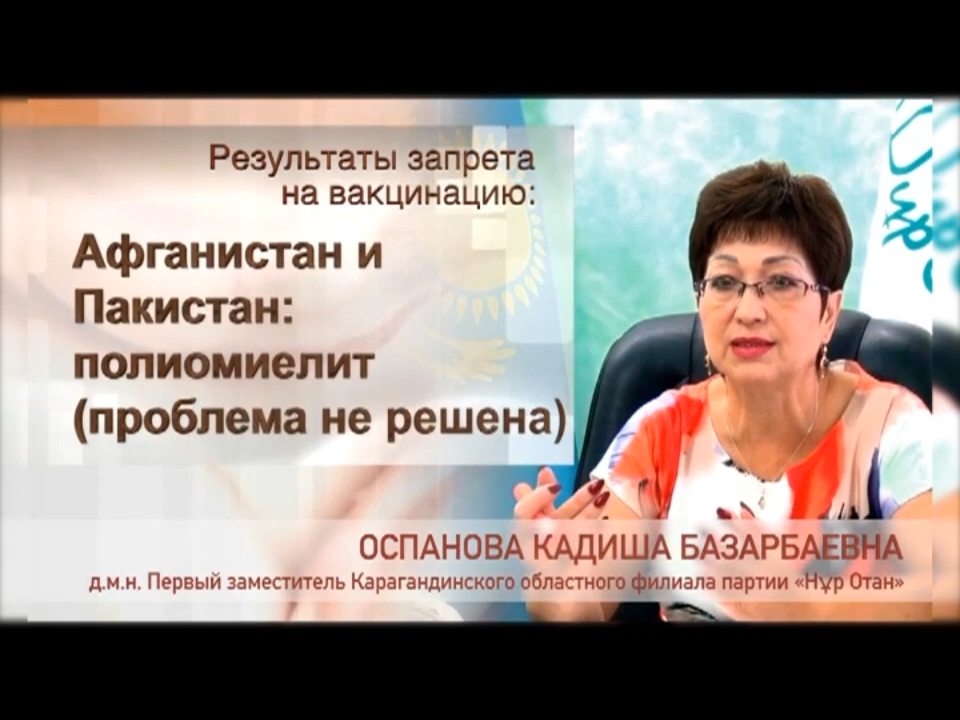 Результаты запрета
на вакцинацию:
Афганистан и
Пакистан:
полиомиелит
(проблема не решена)
ОСПАНОВА КАДИША БАЗАРБАЕВНА
д.м.н. Первый заместитель Карагандинского областного филиала партии «Нұр Отан»